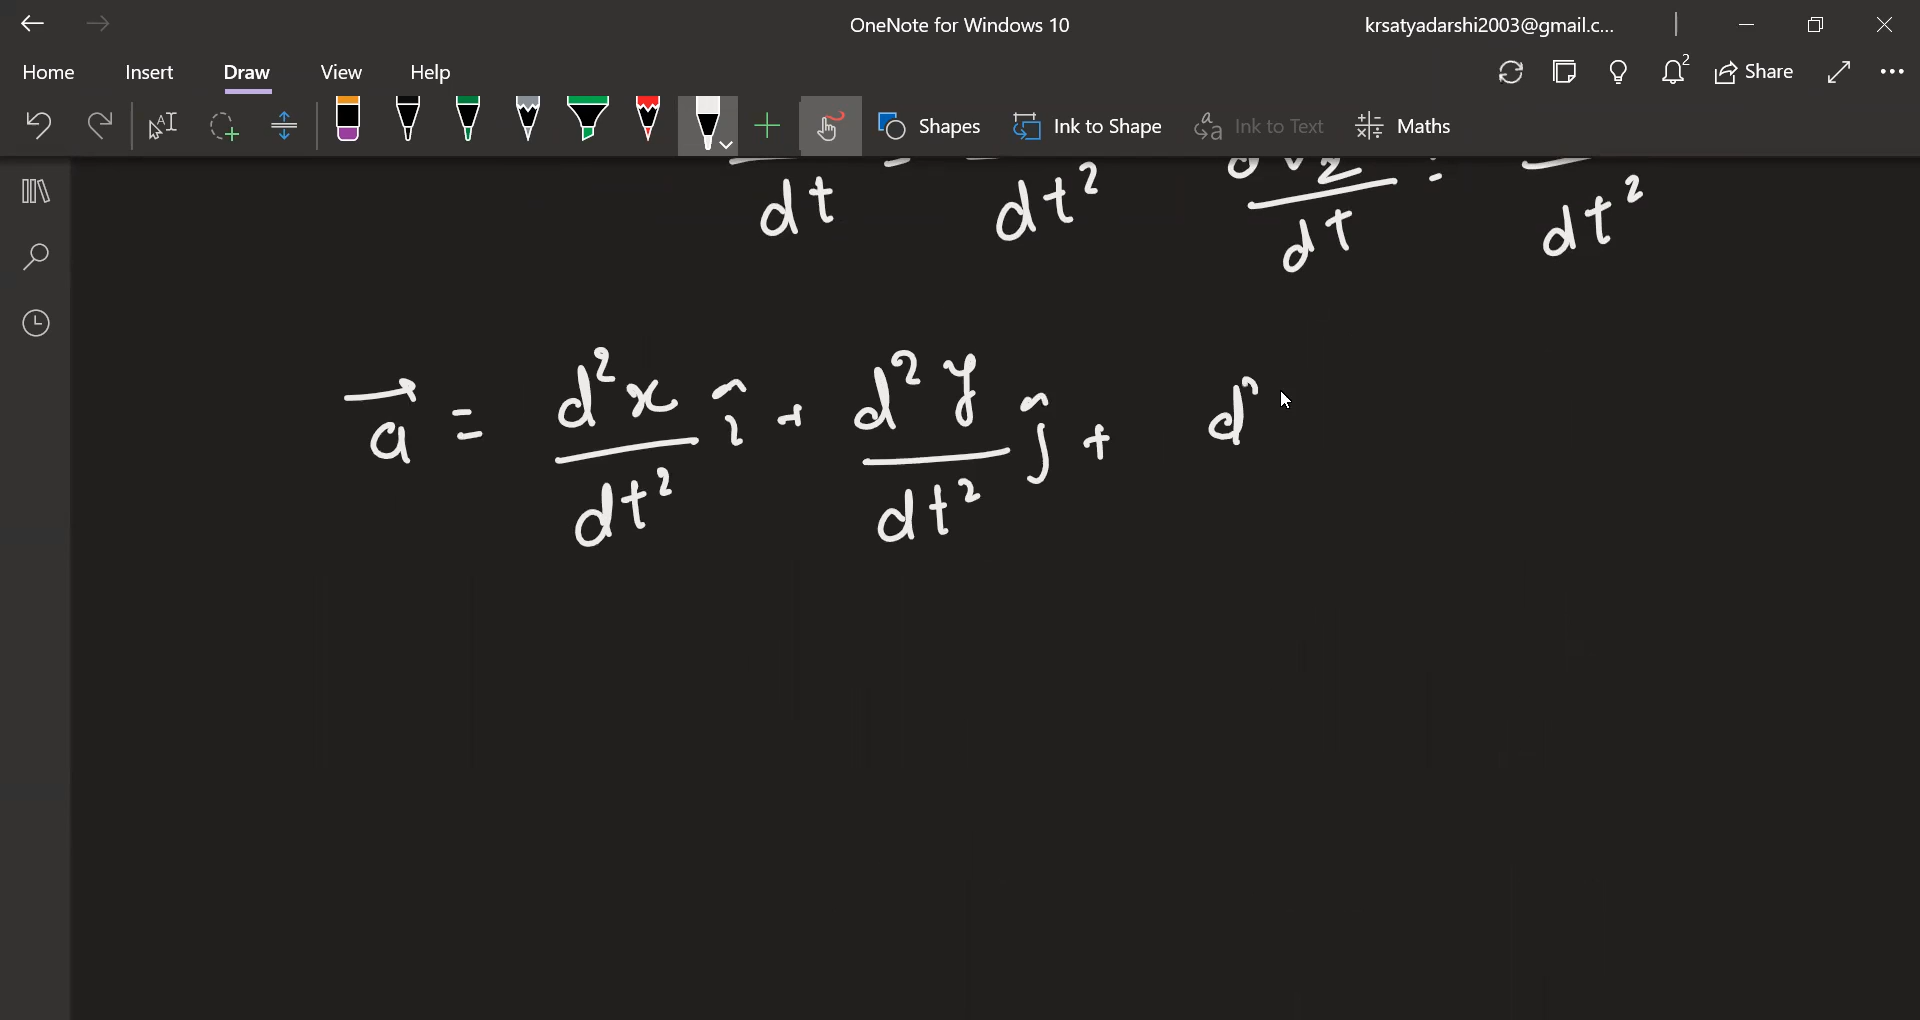 OneNote for Windows 10 krsatyadarshi2003@gmail.c...
Home Insert Draw View Help 2 Share
Shapes Ink to Shape Ink to Text Maths
dt = dt² dt = dt²
a⃗ = d²x/dt² î + d²y/dt² ĵ + d²